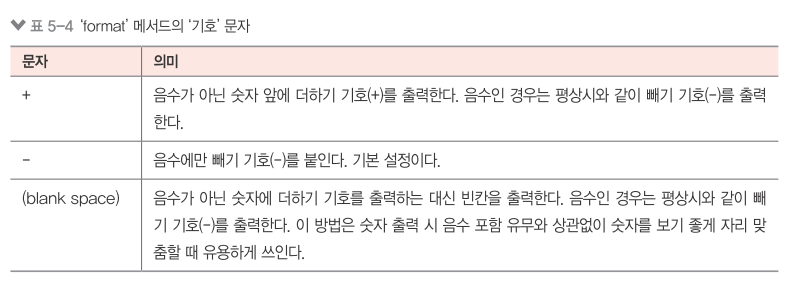 표 5-4 ‘format’ 메서드의 ‘기호’ 문자
문자 의미
+ 음수가 아닌 숫자 앞에 더하기 기호(+)를 출력한다. 음수인 경우는 평상시와 같이 빼기 기호(-)를 출력
한다.
- 음수에만 빼기 기호(-)를 붙인다. 기본 설정이다.
(blank space) 음수가 아닌 숫자에 더하기 기호를 출력하는 대신 빈칸을 출력한다. 음수인 경우는 평상시와 같이 빼
기 기호(-)를 출력한다. 이 방법은 숫자 출력 시 음수 포함 유무와 상관없이 숫자를 보기 좋게 자리 맞
춤할 때 유용하게 쓰인다.